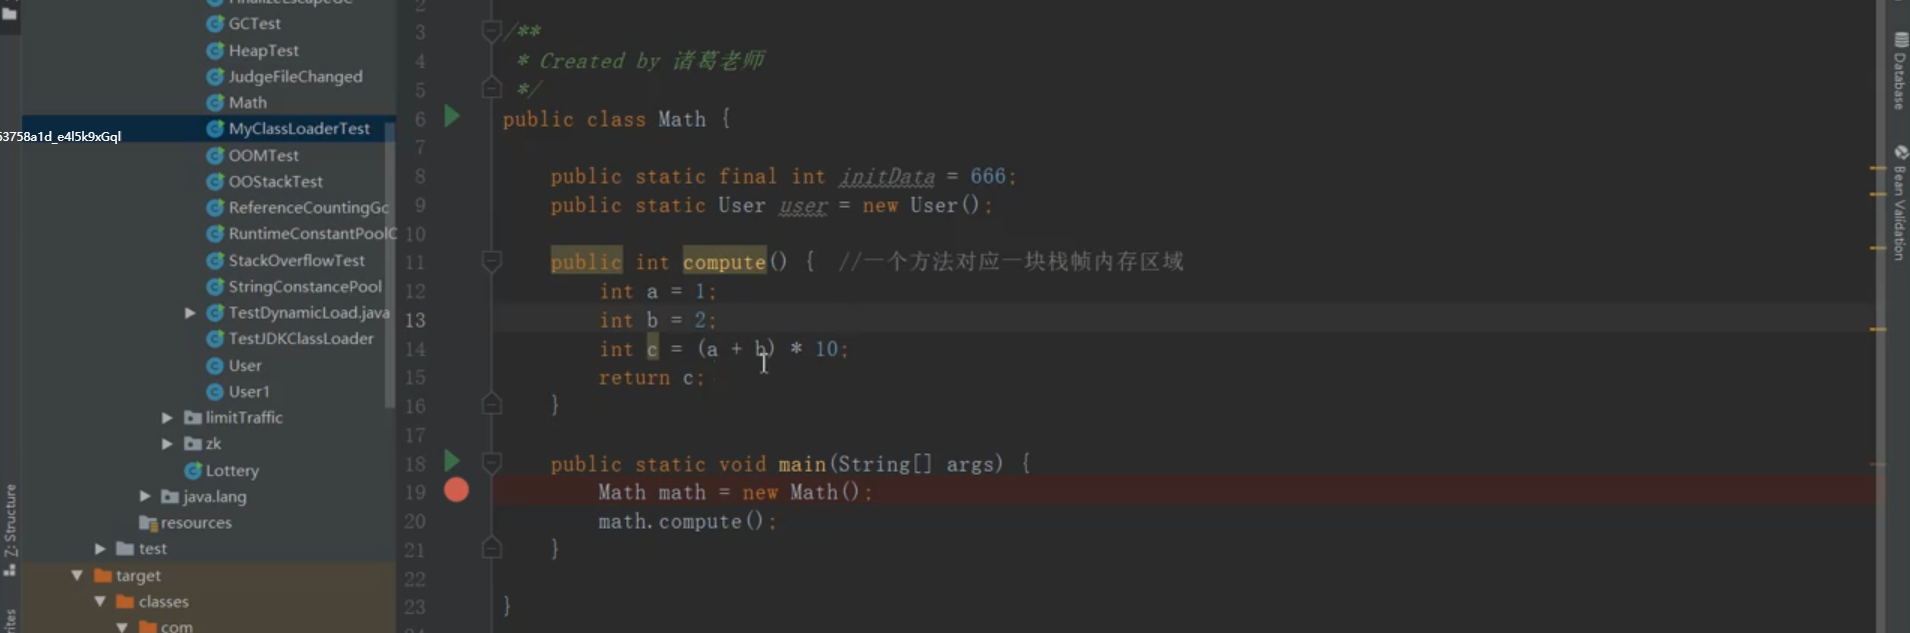 GCTest
HeapTest
JudgeFileChanged
Math
MyClassLoaderTest
53758a1d_e4l5k9xGql
OOMTest
OOStackTest
ReferenceCountingGc
RuntimeConstantPoolC
StackOverflowTest
StringConstancePool
TestDynamicLoad.java
TestJDKClassLoader
User
User1
limitTraffic
zk
Lottery
java.lang
resources
test
target
classes
com
Z: Structure
3 /**
4 * Created by 诸葛老师
5 */
6 public class Math {
7
8 public static final int initData = 666;
9 public static User user = new User();
10
11 public int compute() { //一个方法对应一块栈帧内存区域
12 int a = 1;
13 int b = 2;
14 int c = (a + b) * 10;
15 return c;
16 }
17
18 public static void main(String[] args) {
19 Math math = new Math();
20 math.compute();
21 }
22
23 }
Database
Bean Validation